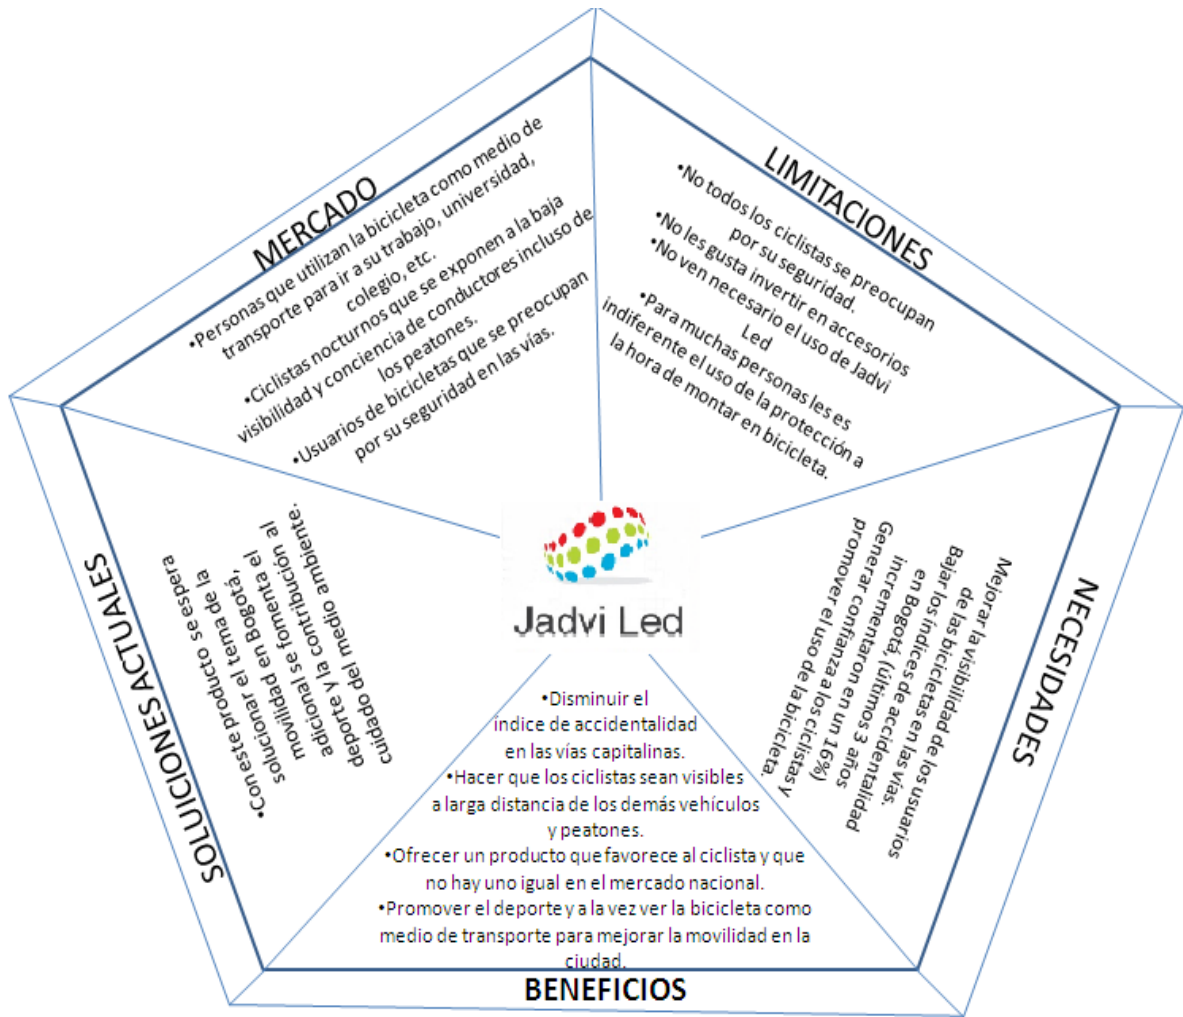 MERCADO
•Personas que utilizan la bicicleta como medio de
transporte para ir a su trabajo, universidad,
colegio, etc.
•Ciclistas nocturnos que se exponen a la baja
visibilidad y conciencia de conductores incluso de
los peatones.
•Usuarios de bicicletas que se preocupan
por su seguridad en las vías.
LIMITACIONES
•No todos los ciclistas se preocupan
por su seguridad.
•No les gusta invertir en accesorios
•No ven necesario el uso de Jadvi
Led
•Para muchas personas les es
indiferente el uso de la protección a
la hora de montar en bicicleta.
NECESIDADES
Mejorar la visibilidad de los usuarios
de las bicicletas en las vías.
Bajar los índices de accidentalidad
en Bogotá, (últimos 3 años
incrementaron en un 16%)
Generar confianza a los ciclistas y
promover el uso de la bicicleta.
BENEFICIOS
•Disminuir el
índice de accidentalidad
en las vías capitalinas.
•Hacer que los ciclistas sean visibles
a larga distancia de los demás vehículos
y peatones.
•Ofrecer un producto que favorece al ciclista y que
no hay uno igual en el mercado nacional.
•Promover el deporte y a la vez ver la bicicleta como
medio de transporte para mejorar la movilidad en la
ciudad.
SOLUICIONES ACTUALES
•Con este producto se espera
solucionar el tema de la
movilidad en Bogotá,
adicional se fomenta el
deporte y la contribución al
cuidado del medio ambiente.
Jadvi Led